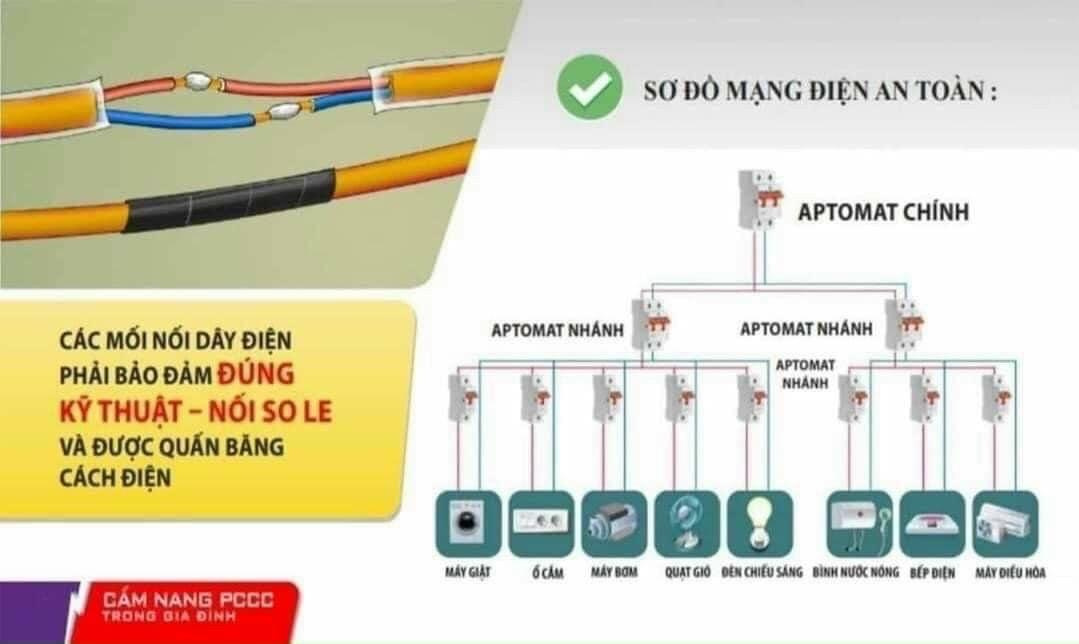 SƠ ĐỒ MẠNG ĐIỆN AN TOÀN :
APTOMAT CHÍNH
APTOMAT NHÁNH
APTOMAT NHÁNH
APTOMAT
NHÁNH
CÁC MỐI NỐI DÂY ĐIỆN
PHẢI BẢO ĐẢM ĐÚNG
KỸ THUẬT – NỐI SO LE
VÀ ĐƯỢC QUẤN BĂNG
CÁCH ĐIỆN
MÁY GIẶT
Ổ CẮM
MÁY BƠM
QUẠT GIÓ
ĐÈN CHIẾU SÁNG
BÌNH NƯỚC NÓNG
BẾP ĐIỆN
MÁY ĐIỀU HÒA
CẨM NANG PCCC
TRONG GIA ĐÌNH